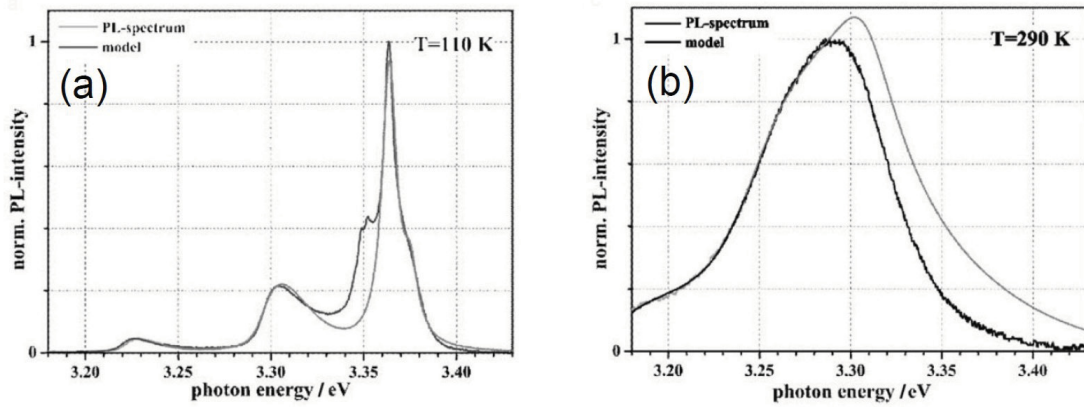 PL-spectrum
model
T=110 K
(a)
1
0
norm. PL-intensity
3.20 3.25 3.30 3.35 3.40
photon energy / eV
PL-spectrum
model
T=290 K
(b)
1
0
norm. PL-intensity
3.20 3.25 3.30 3.35 3.40
photon energy / eV